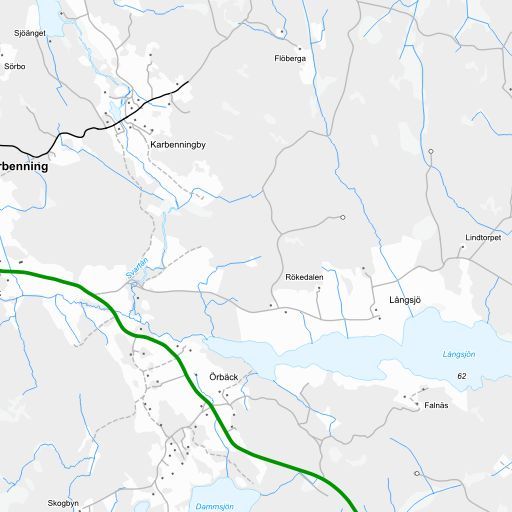 Sjöänget
Flöberga
Sörbo
Karbenningby
rbenning
Lindtorpet
Svartån
Rökedalen
Långsjö
Långsjön
62
Örbäck
Falnäs
Skogbyn
Dammsjön